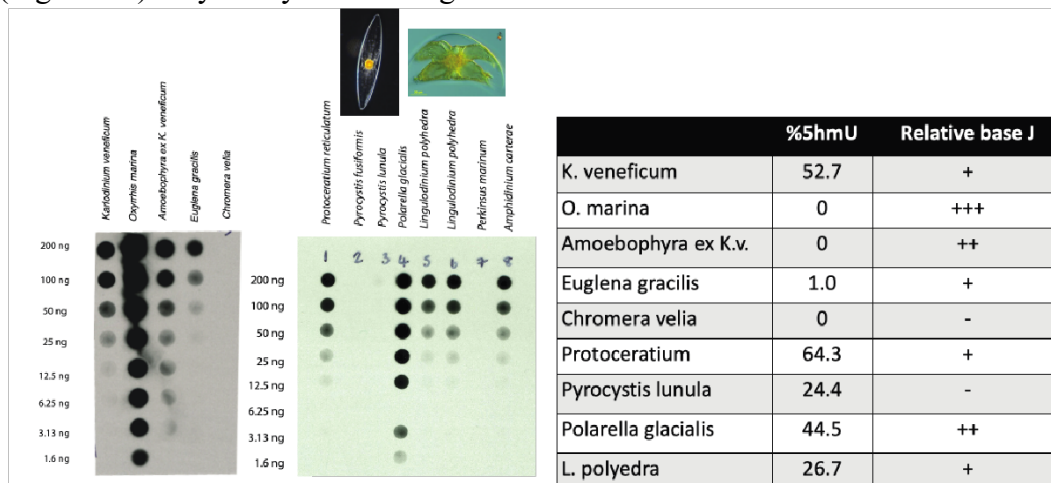 Karlodinium veneficum
Oxyrrhis marina
Amoebophyra ex K. veneficum
Euglena gracilis
Chromera velia
200 ng
100 ng
50 ng
25 ng
12.5 ng
6.25 ng
3.13 ng
1.6 ng
Protoceratium reticulatum
Pyrocystis fusiformis
Pyrocystis lunula
Polarella glacialis
Lingulodinium polyhedra
Lingulodinium polyhedra
Perkinsus marinum
Amphidinium carterae
1 2 3 4 5 6 7 8
200 ng
100 ng
50 ng
25 ng
12.5 ng
6.25 ng
3.13 ng
1.6 ng
%5hmU Relative base J
K. veneficum 52.7 +
O. marina 0 +++
Amoebophyra ex K.v. 0 ++
Euglena gracilis 1.0 +
Chromera velia 0 -
Protoceratium 64.3 +
Pyrocystis lunula 24.4 -
Polarella glacialis 44.5 ++
L. polyedra 26.7 +